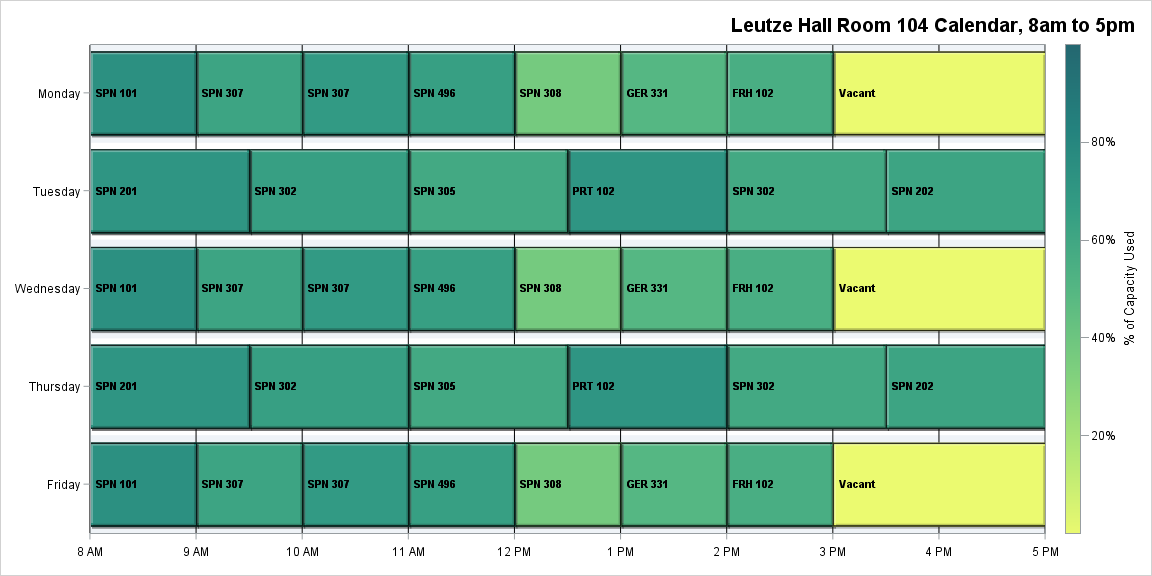 Leutze Hall Room 104 Calendar, 8am to 5pm
Monday SPN 101 SPN 307 SPN 307 SPN 496 SPN 308 GER 331 FRH 102 Vacant
80%
Tuesday SPN 201 SPN 302 SPN 305 PRT 102 SPN 302 SPN 202
60%
% of Capacity Used
Wednesday SPN 101 SPN 307 SPN 307 SPN 496 SPN 308 GER 331 FRH 102 Vacant
40%
Thursday SPN 201 SPN 302 SPN 305 PRT 102 SPN 302 SPN 202
20%
Friday SPN 101 SPN 307 SPN 307 SPN 496 SPN 308 GER 331 FRH 102 Vacant
8 AM 9 AM 10 AM 11 AM 12 PM 1 PM 2 PM 3 PM 4 PM 5 PM